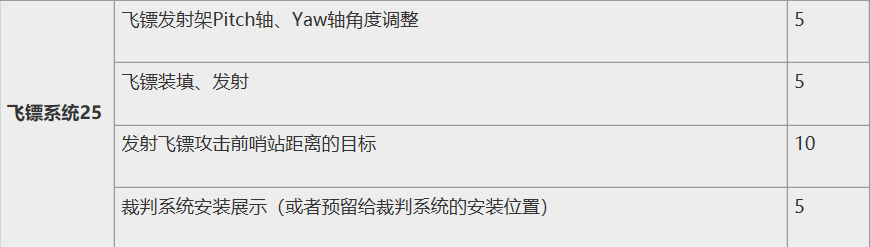 飞镖系统25
飞镖发射架Pitch轴、Yaw轴角度调整
5
飞镖装填、发射
5
发射飞镖攻击前哨站距离的目标
10
裁判系统安装展示（或者预留给裁判系统的安装位置）
5